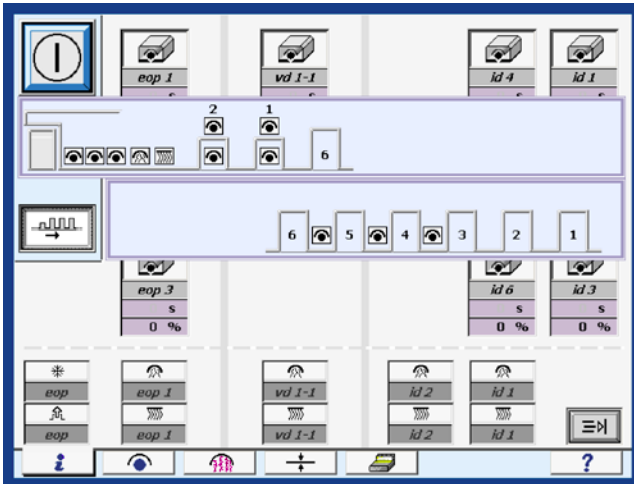 eop 1 vd 1-1 id 4 id 1
2 1
6
6 5 4 3 2 1
eop 3 id 6 id 3
s s s
0 % 0 % 0 %
eop eop 1 vd 1-1 id 2 id 1
eop eop 1 vd 1-1 id 2 id 1
i ?